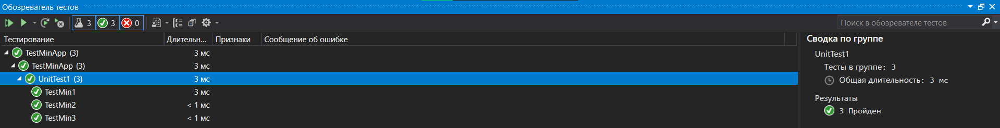 Обозреватель тестов
3 3 0
Поиск в обозревателе тестов
Тестирование Длительн... Признаки Сообщение об ошибке
TestMinApp (3) 3 мс
TestMinApp (3) 3 мс
UnitTest1 (3) 3 мс
TestMin1 3 мс
TestMin2 < 1 мс
TestMin3 < 1 мс
Сводка по группе
UnitTest1
Тесты в группе: 3
Общая длительность: 3 мс
Результаты
3 Пройден